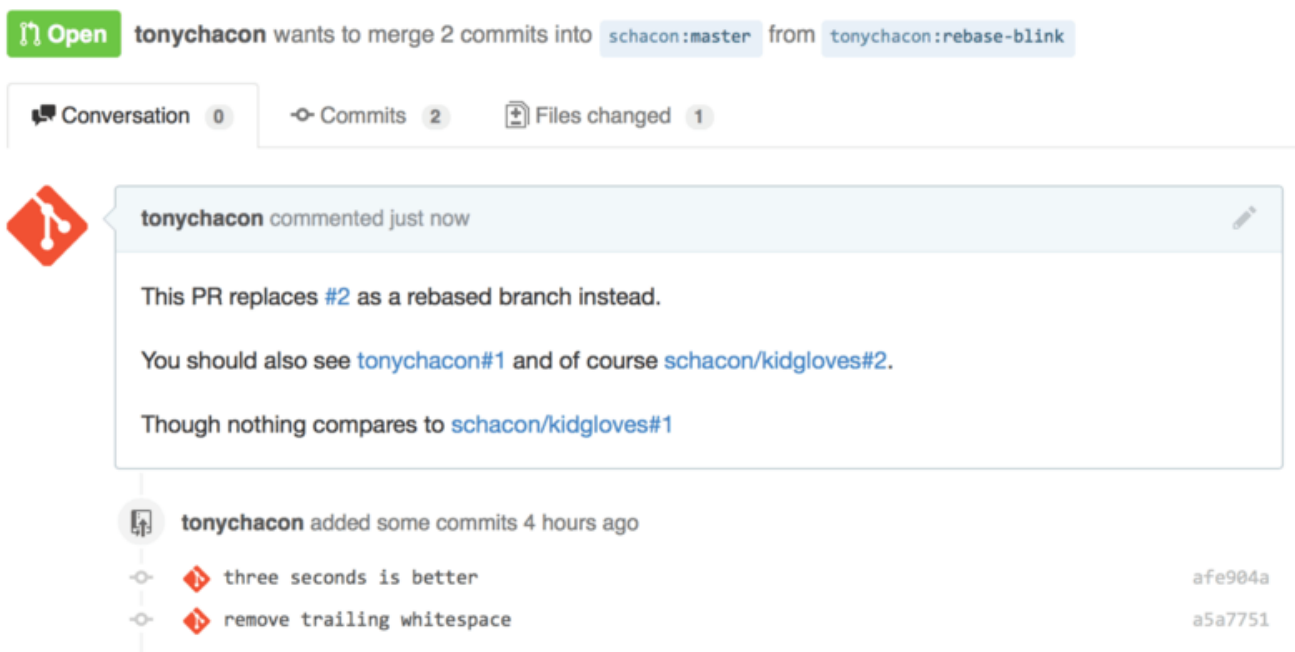 Open tonychacon wants to merge 2 commits into schacon:master from tonychacon:rebase-blink
Conversation 0 Commits 2 Files changed 1
tonychacon commented just now
This PR replaces #2 as a rebased branch instead.
You should also see tonychacon#1 and of course schacon/kidgloves#2.
Though nothing compares to schacon/kidgloves#1
tonychacon added some commits 4 hours ago
three seconds is better afe904a
remove trailing whitespace a5a7751